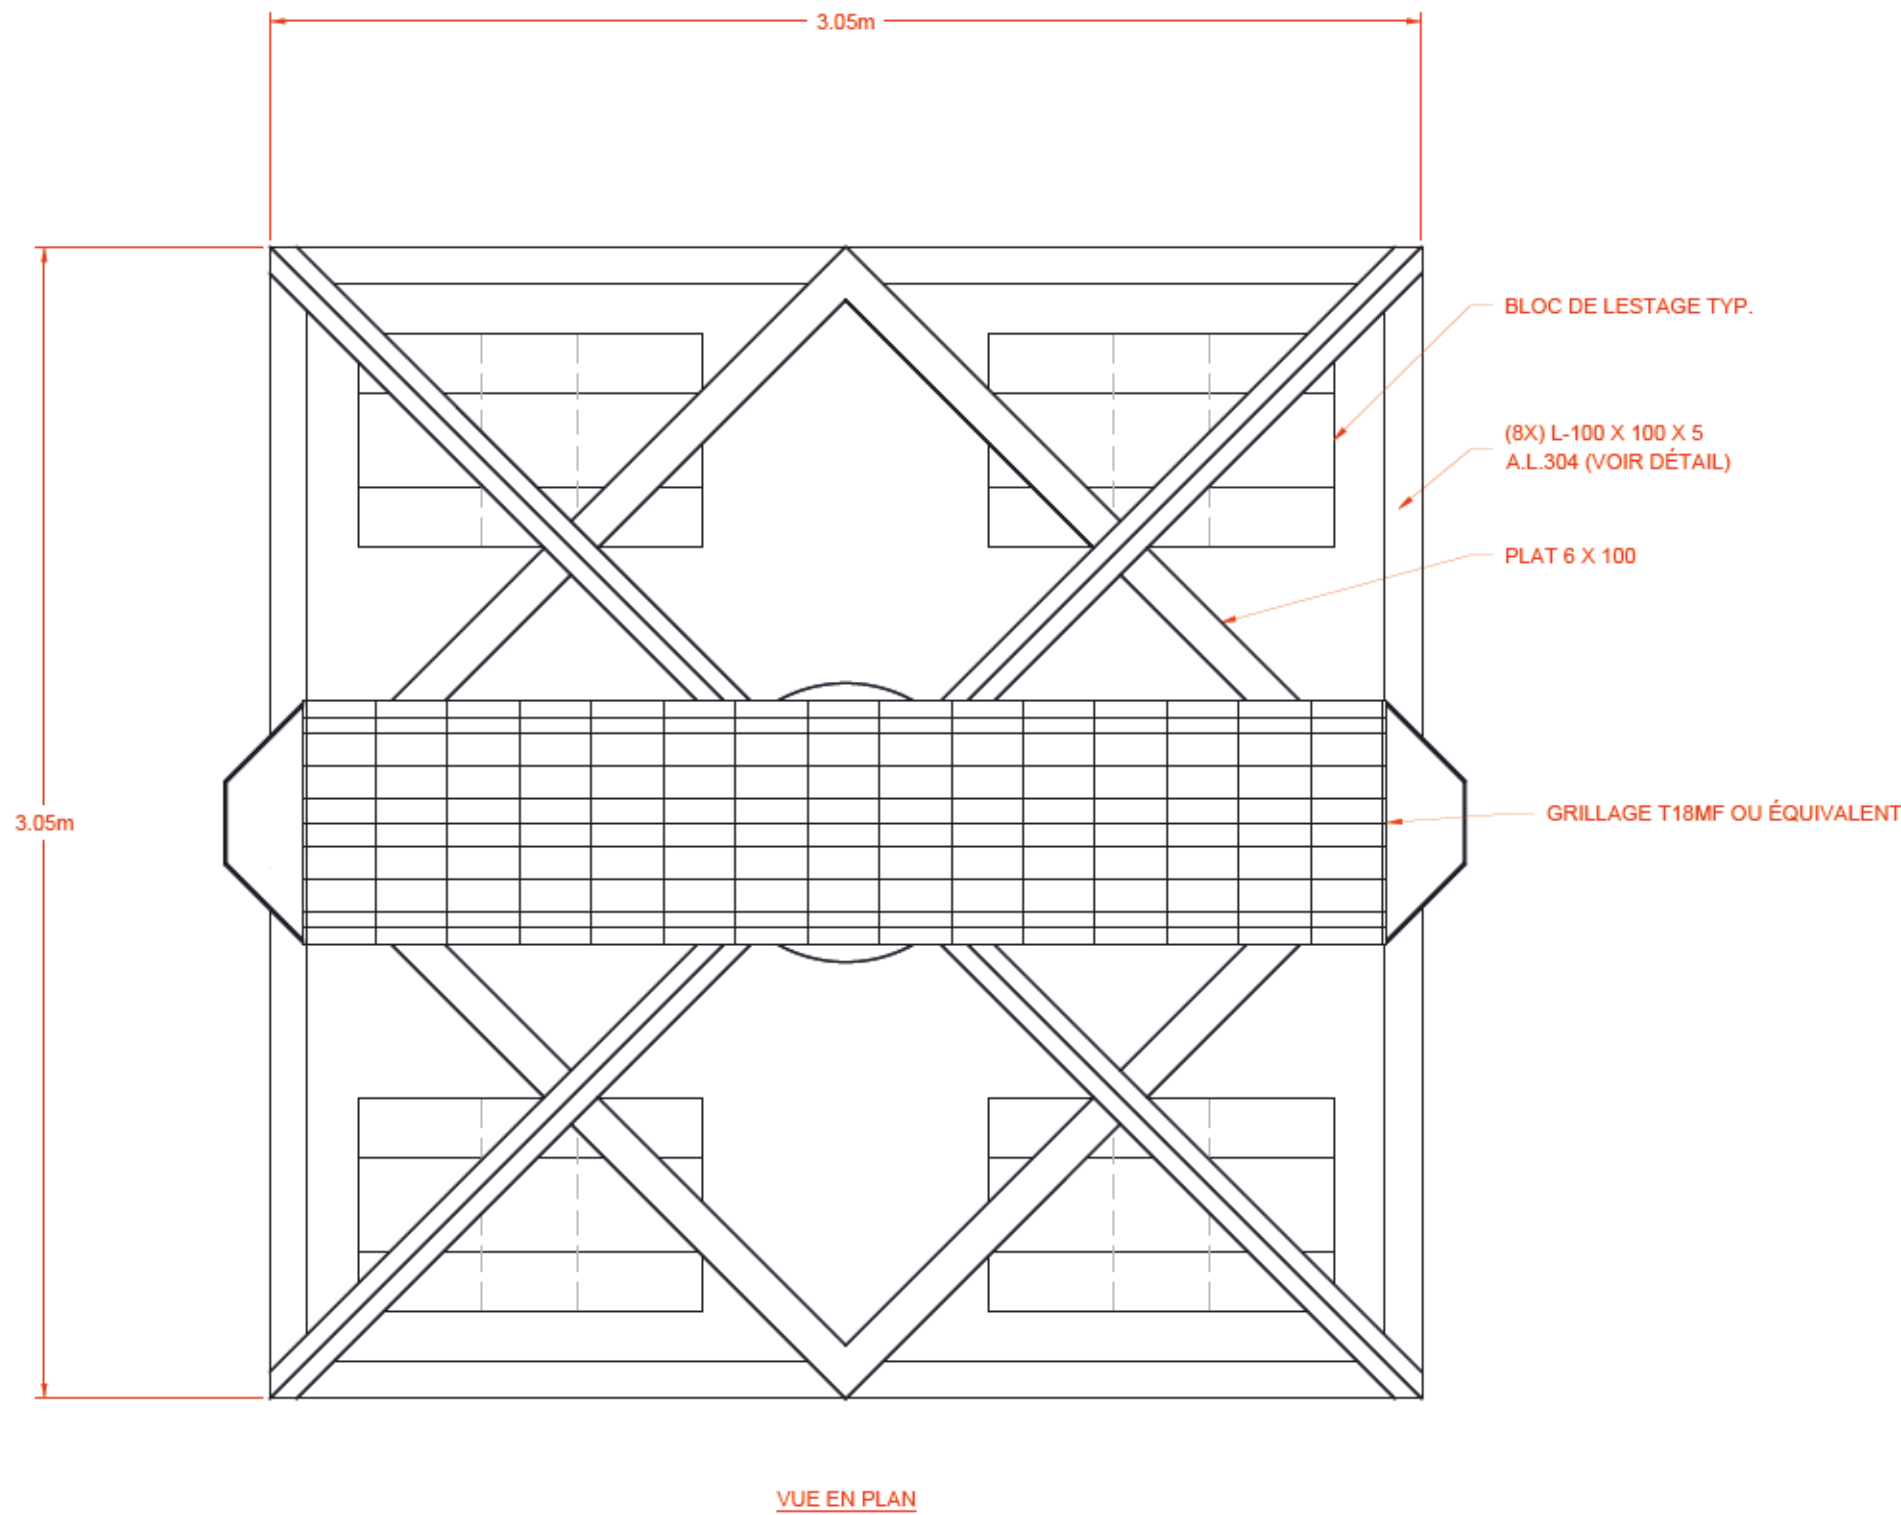 3.05m
BLOC DE LESTAGE TYP.
(8X) L-100 X 100 X 5
A.L.304 (VOIR DÉTAIL)
PLAT 6 X 100
3.05m
GRILLAGE T18MF OU ÉQUIVALENT
VUE EN PLAN